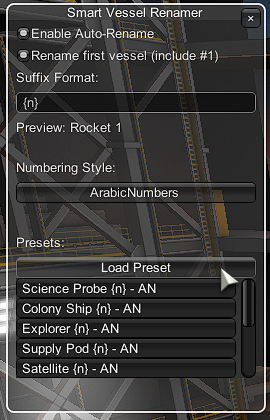 Smart Vessel Renamer
×
Enable Auto-Rename
Rename first vessel (include #1)
Suffix Format:
{n}
Preview: Rocket 1
Numbering Style:
ArabicNumbers
Presets:
Load Preset
Science Probe {n} - AN
Colony Ship {n} - AN
Explorer {n} - AN
Supply Pod {n} - AN
Satellite {n} - AN